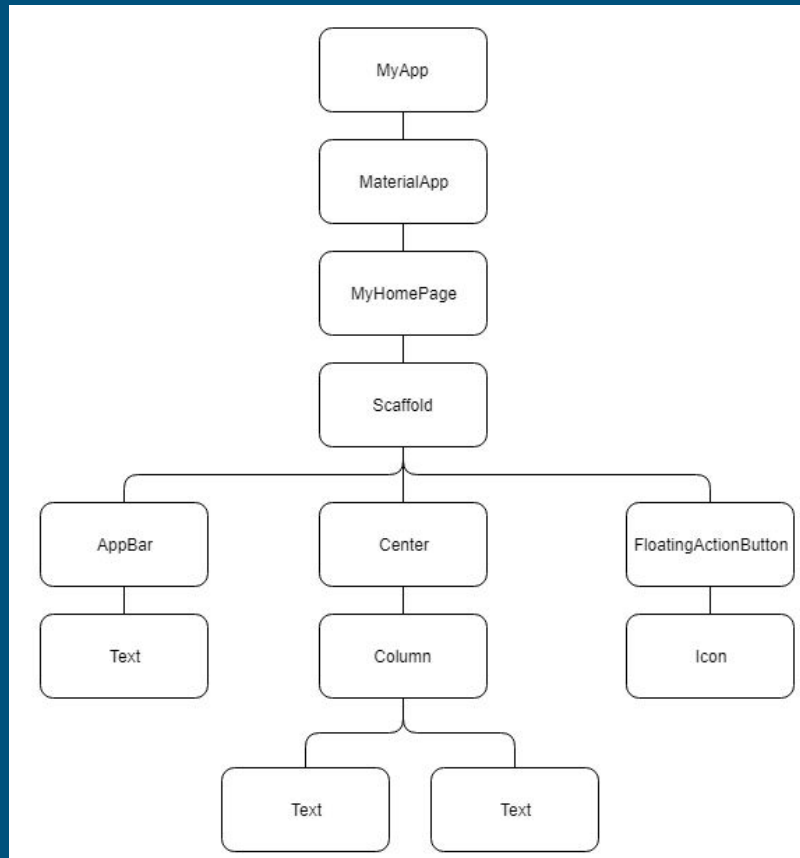 MyApp
MaterialApp
MyHomePage
Scaffold
AppBar
Center
FloatingActionButton
Text
Column
Icon
Text
Text